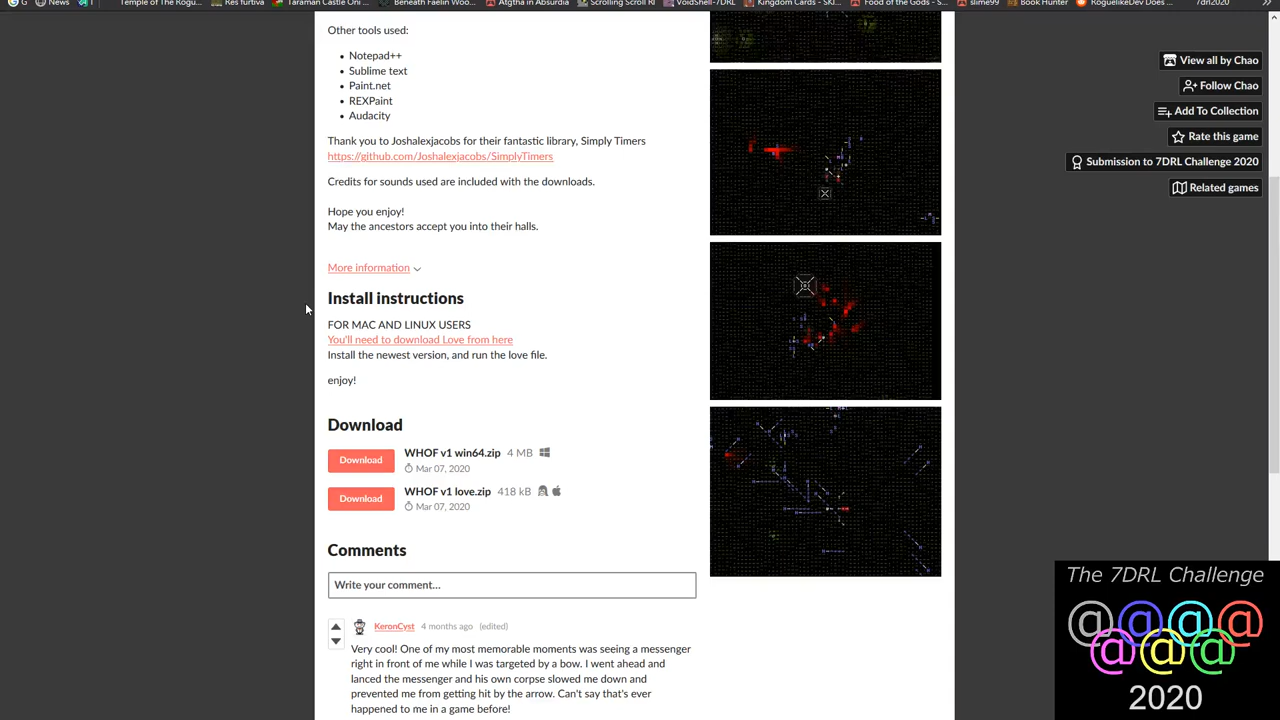 G
News
Temple of The Rogu...
Res furtiva
Taraman Castle Oni...
Beneath Faelin Woo...
Atgtha in Abrasia
Scrolling Scroll RI
VoidShell-7DRL
Kingdom Cards - SKI...
Food of the Gods - S...
slime99
Book Hunter
RoguelikeDev Does ...
7drl2020
Other tools used:
Notepad++
Sublime text
Paint.net
REXPaint
Audacity
Thank you to Joshalexjacobs for their fantastic library, Simply Timers
https://github.com/Joshalexjacobs/SimplyTimers
Credits for sounds used are included with the downloads.
Hope you enjoy!
May the ancestors accept you into their halls.
More information
Install instructions
FOR MAC AND LINUX USERS
You'll need to download Love from here
Install the newest version, and run the love file.
enjoy!
Download
Download WHOF v1 win64.zip 4 MB
Mar 07, 2020
Download WHOF v1 love.zip 418 kB
Mar 07, 2020
Comments
Write your comment...
KeronCyst 4 months ago (edited)
Very cool! One of my most memorable moments was seeing a messenger
right in front of me while I was targeted by a bow. I went ahead and
lanced the messenger and his own corpse slowed me down and
prevented me from getting hit by the arrow. Can't say that's ever
happened to me in a game before!
View all by Chao
Follow Chao
Add To Collection
Rate this game
Submission to 7DRL Challenge 2020
Related games
The 7DRL Challenge
@@@@
@@@
2020